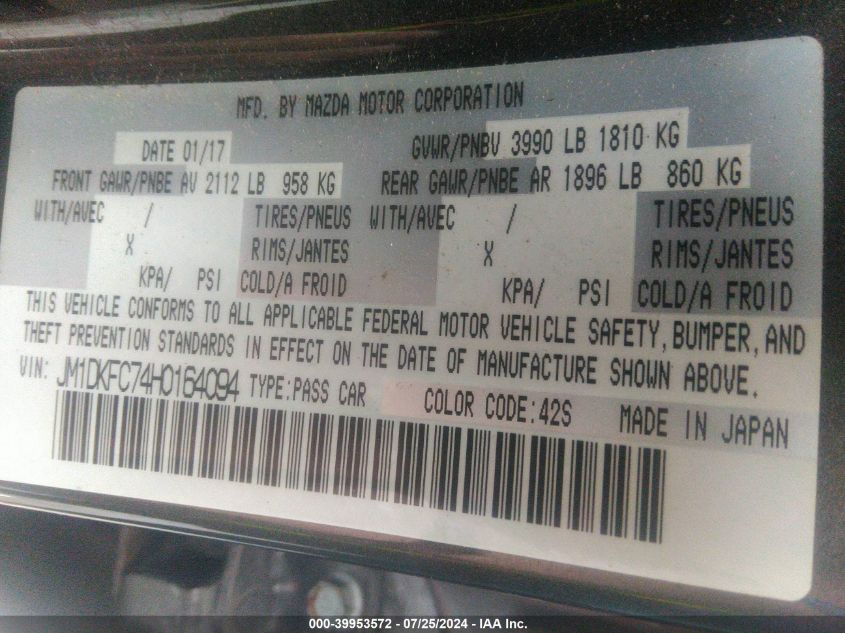 MFD. BY MAZDA MOTOR CORPORATION
DATE 01/17 GVWR/PNBV 3990 LB 1810 KG
FRONT GAWR/PNBE AV 2112 LB 958 KG REAR GAWR/PNBE AR 1896 LB 860 KG
WITH/AVEC / TIRES/PNEUS WITH/AVEC / TIRES/PNEUS
X RIMS/JANTES X RIMS/JANTES
KPA/ PSI COLD/A FROID KPA/ PSI COLD/A FROID
THIS VEHICLE CONFORMS TO ALL APPLICABLE FEDERAL MOTOR VEHICLE SAFETY, BUMPER, AND
THEFT PREVENTION STANDARDS IN EFFECT ON THE DATE OF MANUFACTURE SHOWN ABOVE.
VIN: JM1DKFC74H0164094 TYPE:PASS CAR COLOR CODE:42S MADE IN JAPAN
000-39953572 - 07/25/2024 - IAA Inc.